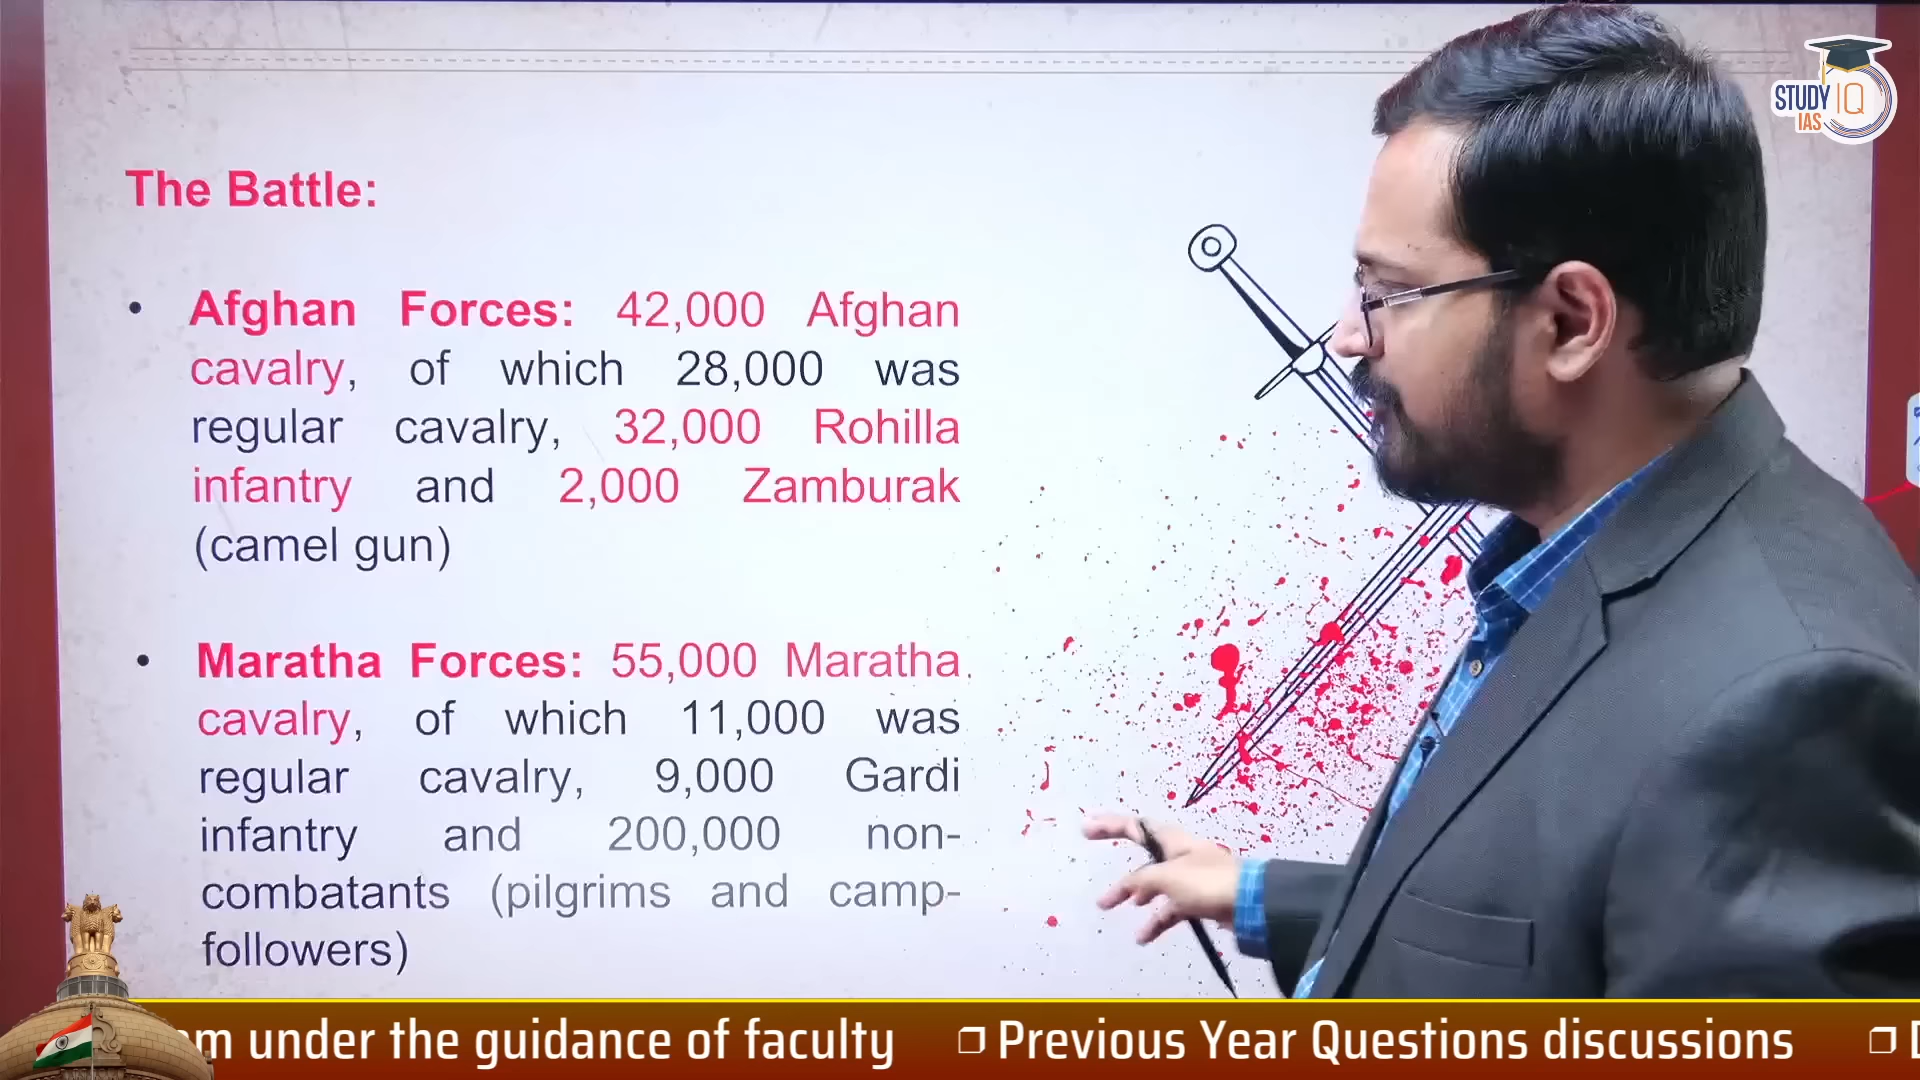 STUDY IQ
IAS
The Battle:
• Afghan Forces: 42,000 Afghan
cavalry, of which 28,000 was
regular cavalry, 32,000 Rohilla
infantry and 2,000 Zamburak
(camel gun)
• Maratha Forces: 55,000 Maratha
cavalry, of which 11,000 was
regular cavalry, 9,000 Gardi
infantry and 200,000 non-
combatants (pilgrims and camp-
followers)
under the guidance of faculty ❐ Previous Year Questions discussions ❐